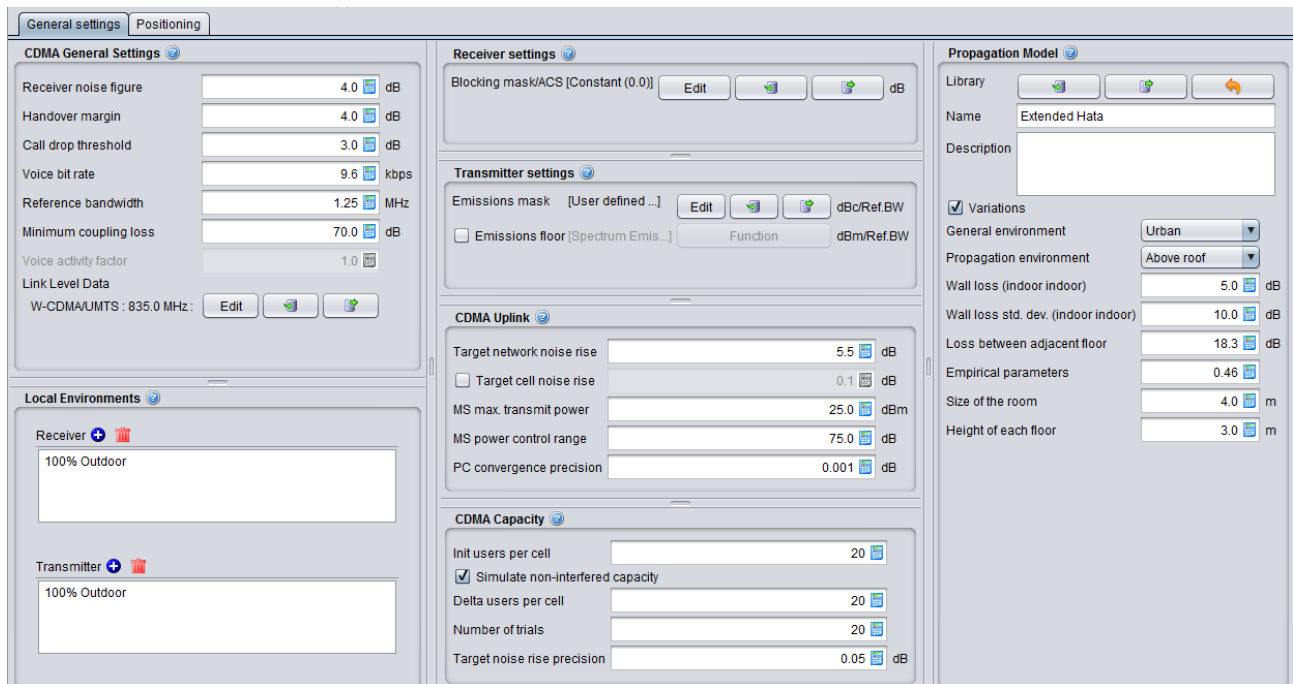 General settings Positioning
CDMA General Settings
Receiver noise figure 4.0 dB
Handover margin 4.0 dB
Call drop threshold 3.0 dB
Voice bit rate 9.6 kbps
Reference bandwidth 1.25 MHz
Minimum coupling loss 70.0 dB
Voice activity factor 1.0
Link Level Data
W-CDMA/UMTS : 835.0 MHz : Edit
Local Environments
Receiver
100% Outdoor
Transmitter
100% Outdoor
Receiver settings
Blocking mask/ACS [Constant (0.0)] Edit dB
Transmitter settings
Emissions mask [User defined ...] Edit dBc/Ref.BW
Emissions floor [Spectrum Emis...] Function dBm/Ref.BW
CDMA Uplink
Target network noise rise 5.5 dB
Target cell noise rise 0.1 dB
MS max. transmit power 25.0 dBm
MS power control range 75.0 dB
PC convergence precision 0.001 dB
CDMA Capacity
Init users per cell 20
Simulate non-interfered capacity
Delta users per cell 20
Number of trials 20
Target noise rise precision 0.05 dB
Propagation Model
Library
Name Extended Hata
Description
Variations
General environment Urban
Propagation environment Above roof
Wall loss (indoor indoor) 5.0 dB
Wall loss std. dev. (indoor indoor) 10.0 dB
Loss between adjacent floor 18.3 dB
Empirical parameters 0.46
Size of the room 4.0 m
Height of each floor 3.0 m